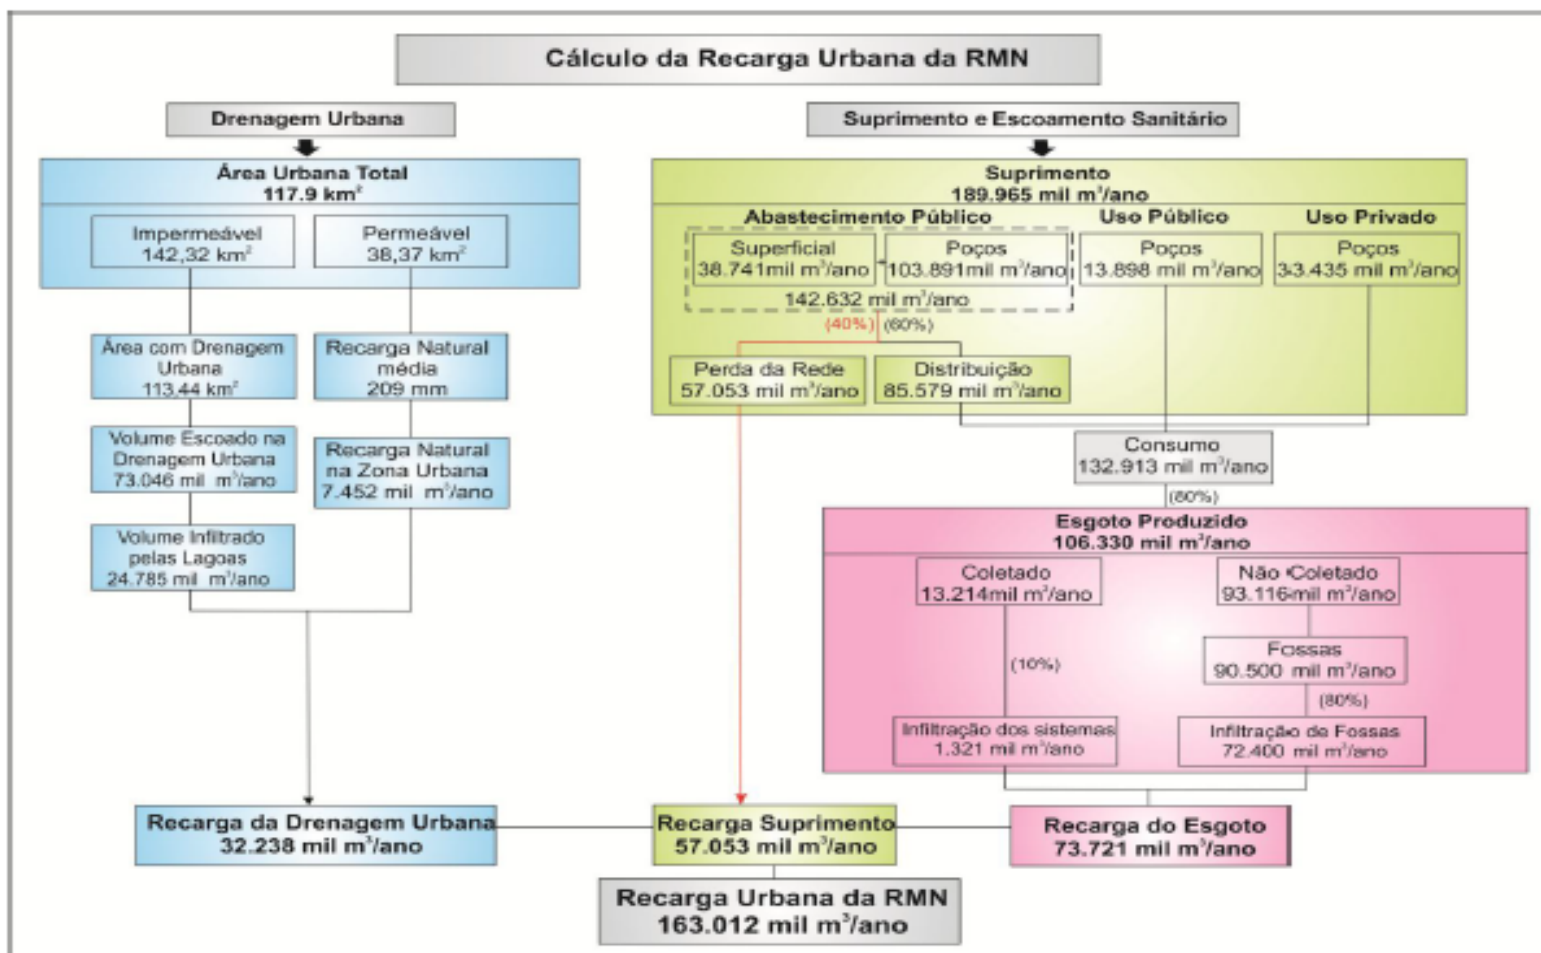 Cálculo da Recarga Urbana da RMN
Drenagem Urbana
Área Urbana Total
117.9 km²
Impermeável
142,32 km²
Permeável
38,37 km²
Área com Drenagem
Urbana
113,44 km²
Recarga Natural
média
209 mm
Volume Escoado na
Drenagem Urbana
73.046 mil m³/ano
Recarga Natural
na Zona Urbana
7.452 mil m³/ano
Volume Infiltrado
pelas Lagoas
24.785 mil m³/ano
Suprimento e Escoamento Sanitário
Suprimento
189.965 mil m³/ano
Abastecimento Público
Uso Público
Uso Privado
Superficial
38.741mil m³/ano
Poços
103.891mil m³/ano
Poços
13.898 mil m³/ano
Poços
33.435 mil m³/ano
142.632 mil m³/ano
(40%)
(60%)
Perda da Rede
57.053 mil m³/ano
Distribuição
85.579 mil m³/ano
Consumo
132.913 mil m³/ano
(80%)
Esgoto Produzido
106.330 mil m³/ano
Coletado
13.214mil m³/ano
Não Coletado
93.116mil m³/ano
Fossas
90.500 mil m³/ano
(10%)
(80%)
Infiltração dos sistemas
1.321 mil m³/ano
Infiltração de Fossas
72.400 mil m³/ano
Recarga da Drenagem Urbana
32.238 mil m³/ano
Recarga Suprimento
57.053 mil m³/ano
Recarga do Esgoto
73.721 mil m³/ano
Recarga Urbana da RMN
163.012 mil m³/ano